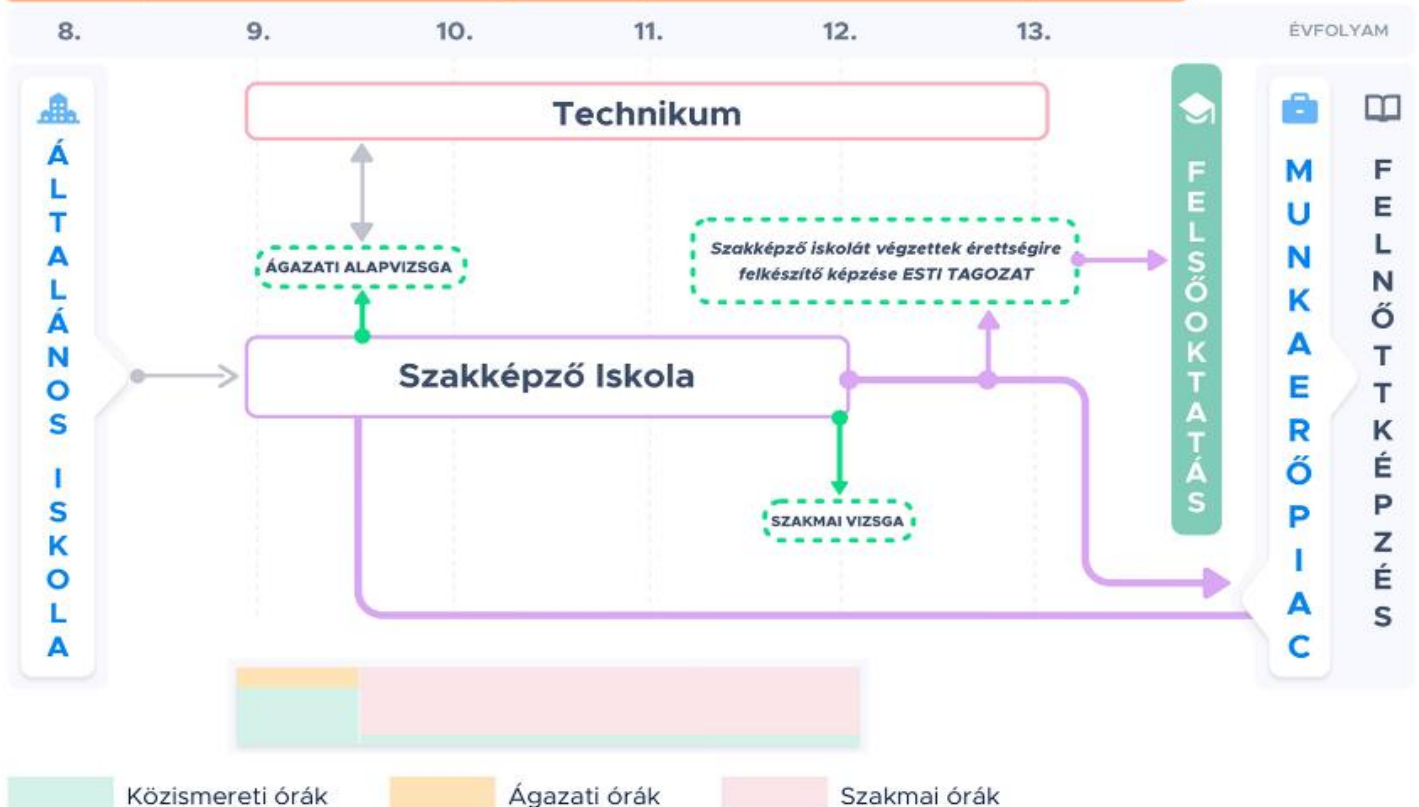 8. 9. 10. 11. 12. 13. ÉVFOLYAM
ÁLTALÁNOS ISKOLA
Technikum
ÁGAZATI ALAPVIZSGA
Szakképző iskolát végzettek érettségire
felkészítő képzése ESTI TAGOZAT
Szakképző Iskola
SZAKMAI VIZSGA
FELSŐOKTATÁS
MUNKAERŐPIAC
FELNŐTTKÉPZÉS
Közismereti órák
Ágazati órák
Szakmai órák